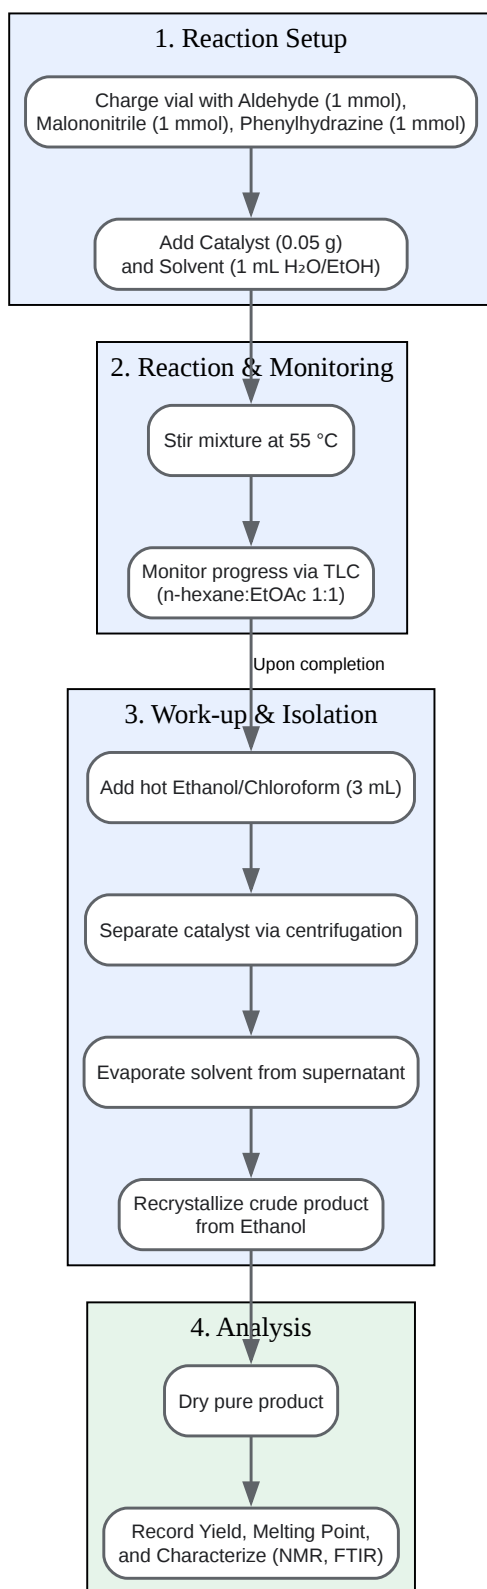 1. Reaction Setup
Charge vial with Aldehyde (1 mmol),
Malononitrile (1 mmol), Phenylhydrazine (1 mmol)
Add Catalyst (0.05 g)
and Solvent (1 mL H₂O/EtOH)
2. Reaction & Monitoring
Stir mixture at 55 °C
Monitor progress via TLC
(n-hexane:EtOAc 1:1)
Upon completion
3. Work-up & Isolation
Add hot Ethanol/Chloroform (3 mL)
Separate catalyst via centrifugation
Evaporate solvent from supernatant
Recrystallize crude product
from Ethanol
4. Analysis
Dry pure product
Record Yield, Melting Point,
and Characterize (NMR, FTIR)